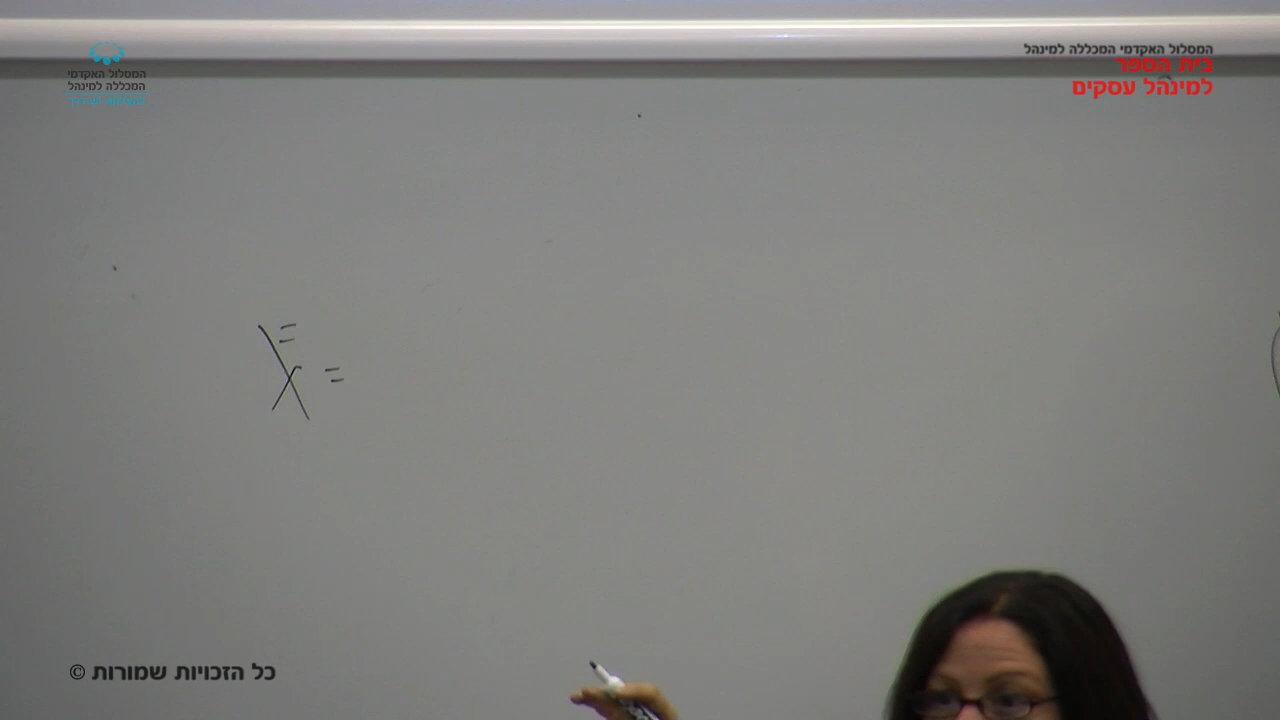 המסלול האקדמי המכללה למינהל
בית הספר
למינהל עסקים
המסלול האקדמי
המכללה למינהל
X =
© כל הזכויות שמורות